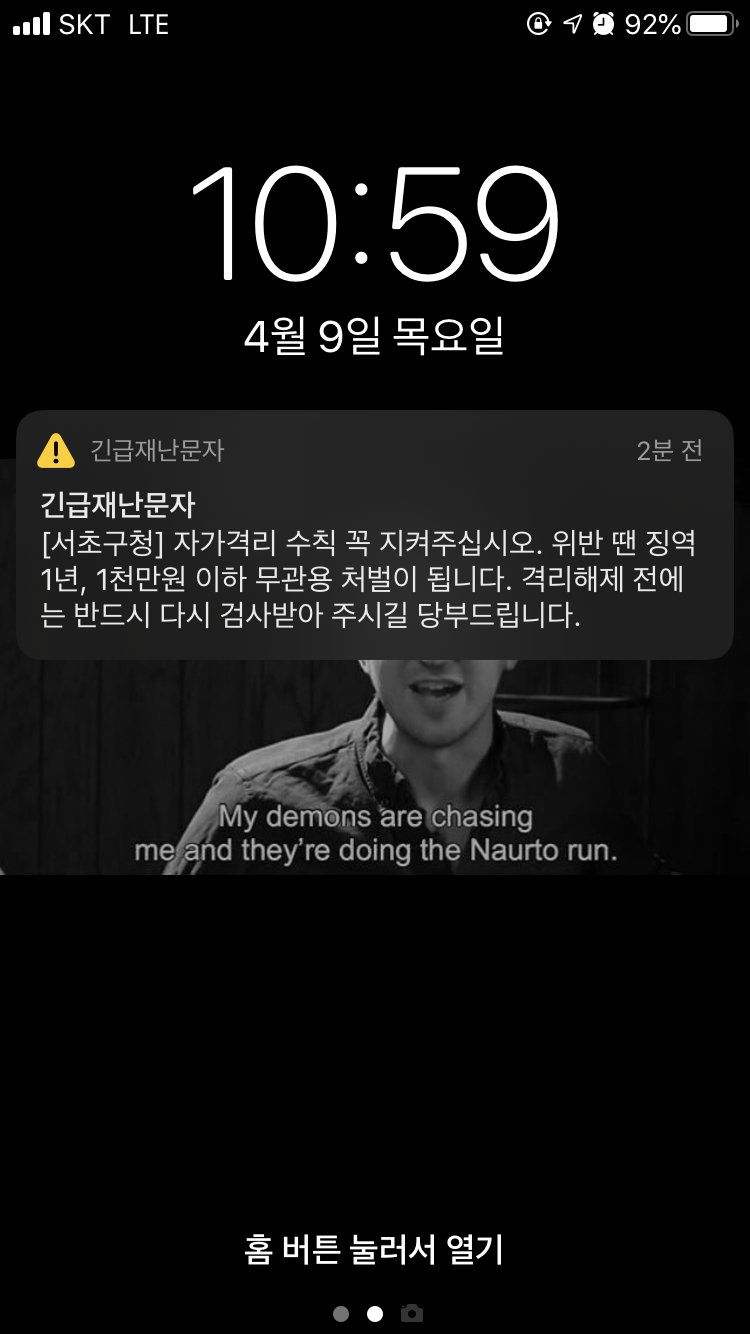 SKT LTE 92%
10:59
4월 9일 목요일
긴급재난문자 2분 전
긴급재난문자
[서초구청] 자가격리 수칙 꼭 지켜주십시오. 위반 땐 징역
1년, 1천만원 이하 무관용 처벌이 됩니다. 격리해제 전에
는 반드시 다시 검사받아 주시길 당부드립니다.
My demons are chasing
me and they're doing the Naurto run.
홈 버튼 눌러서 열기